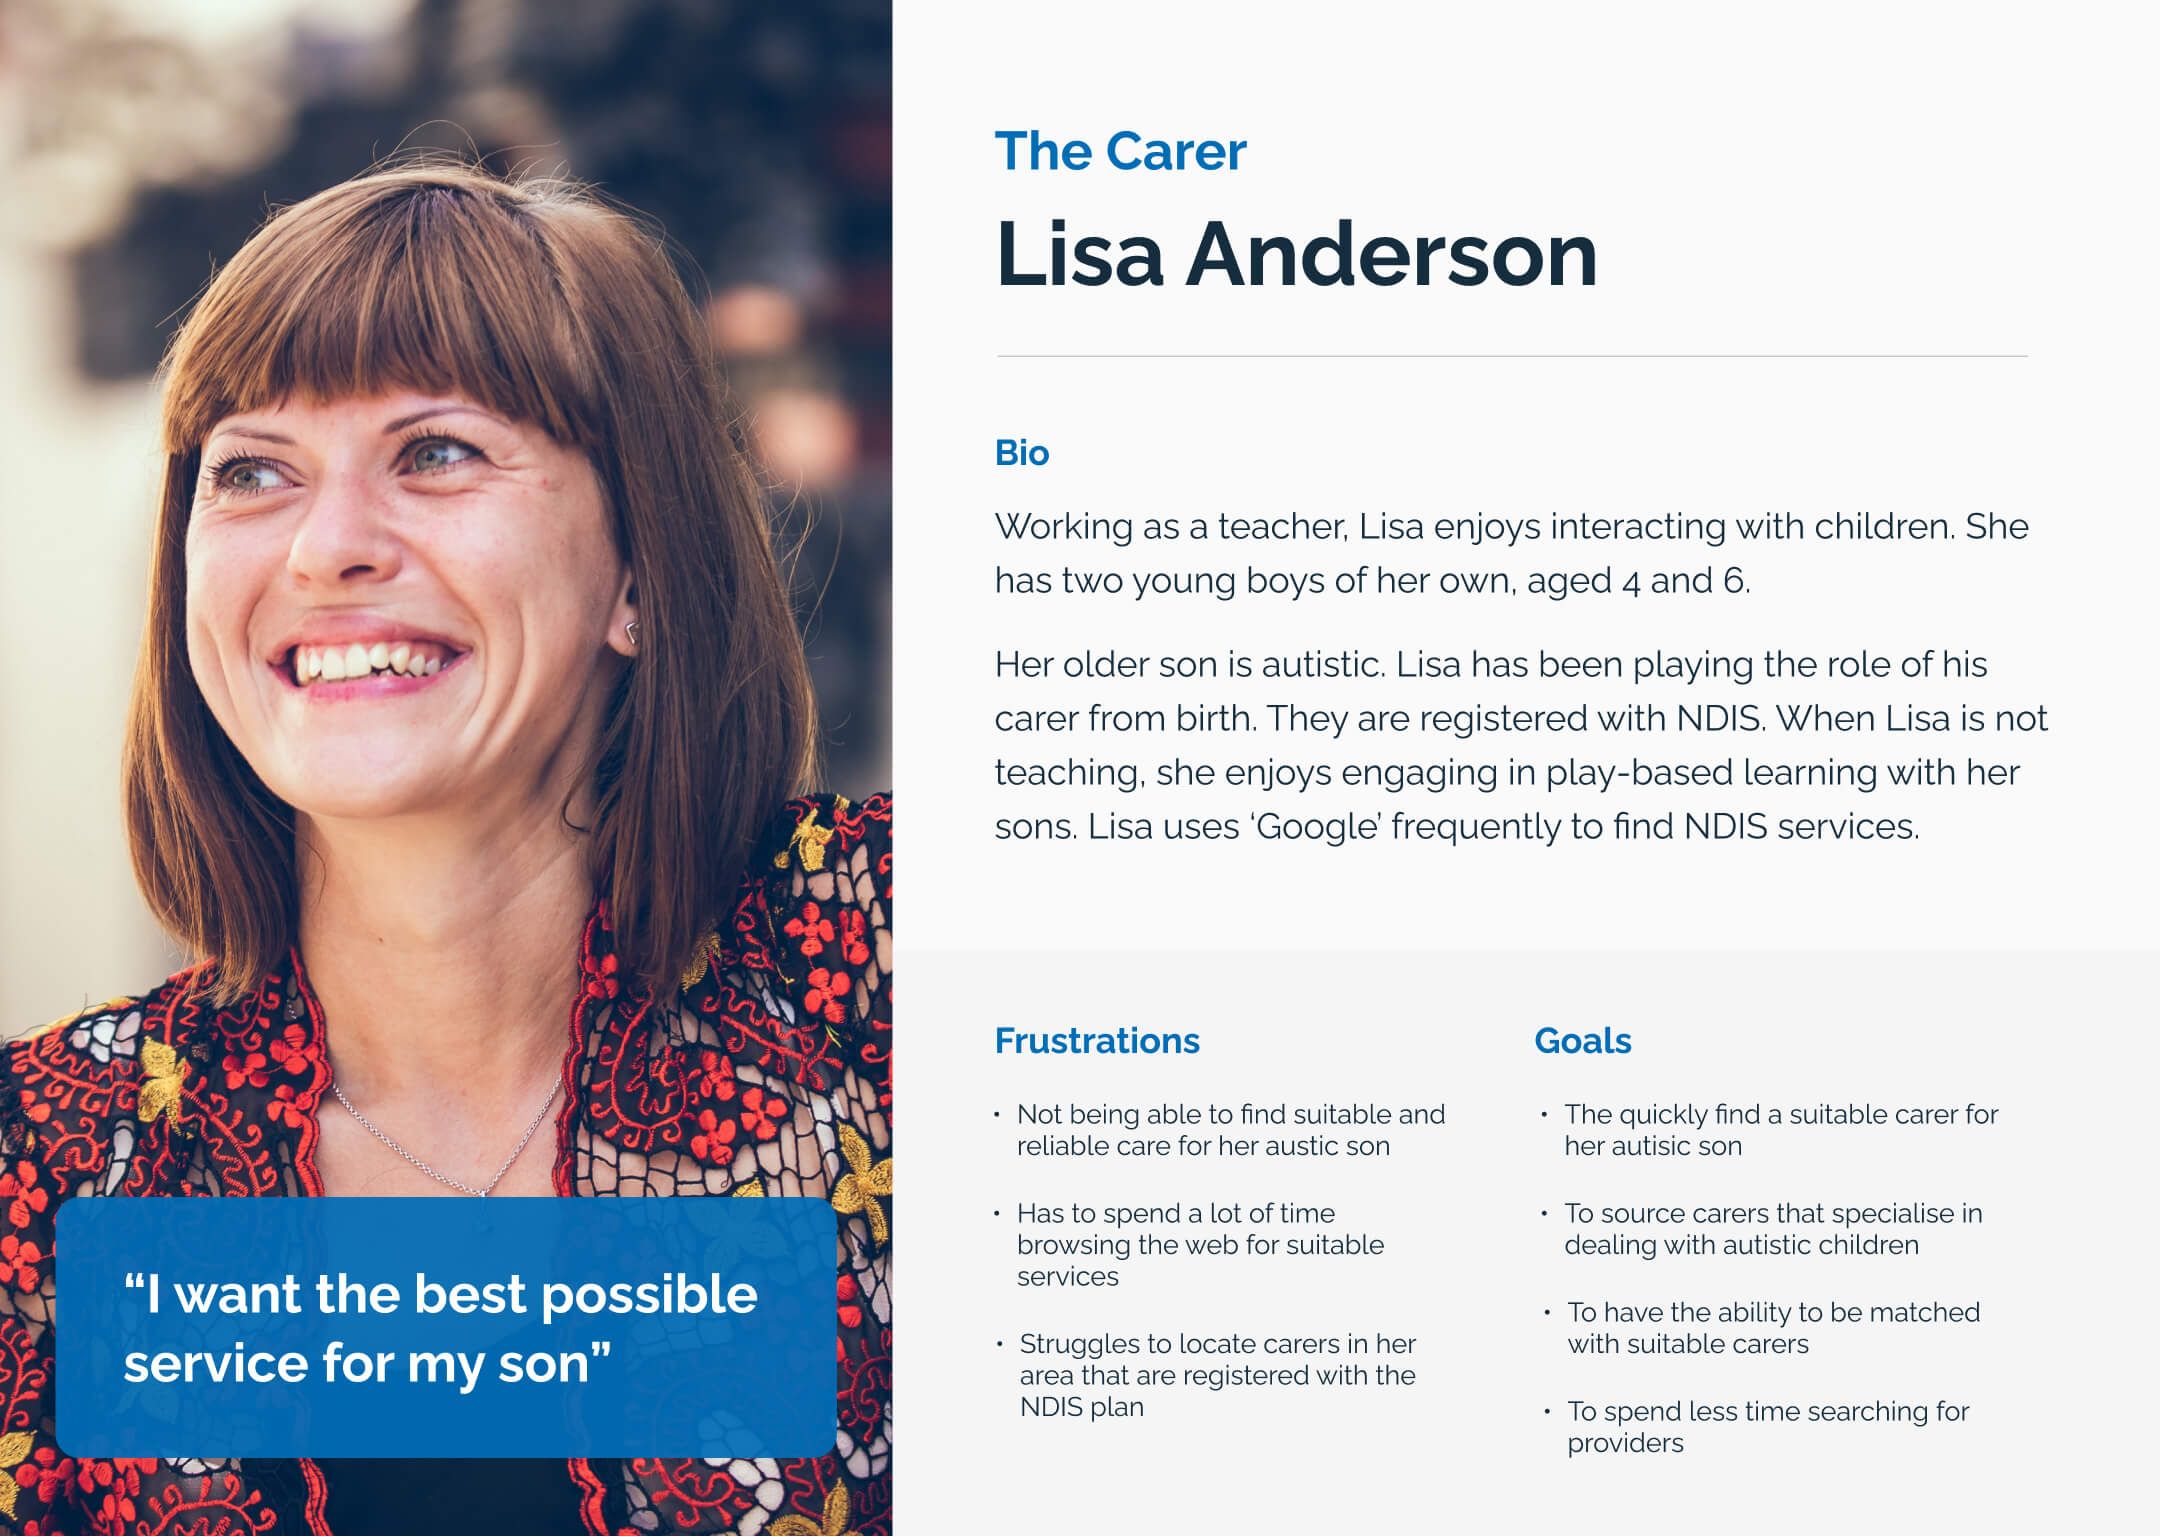 The Carer
Lisa Anderson
Bio
Working as a teacher, Lisa enjoys interacting with children. She
has two young boys of her own, aged 4 and 6.
Her older son is autistic. Lisa has been playing the role of his
carer from birth. They are registered with NDIS. When Lisa is not
teaching, she enjoys engaging in play-based learning with her
sons. Lisa uses ‘Google’ frequently to find NDIS services.
“I want the best possible
service for my son”
Frustrations
• Not being able to find suitable and
reliable care for her austic son
• Has to spend a lot of time
browsing the web for suitable
services
• Struggles to locate carers in her
area that are registered with the
NDIS plan
Goals
• The quickly find a suitable carer for
her autisic son
• To source carers that specialise in
dealing with autistic children
• To have the ability to be matched
with suitable carers
• To spend less time searching for
providers